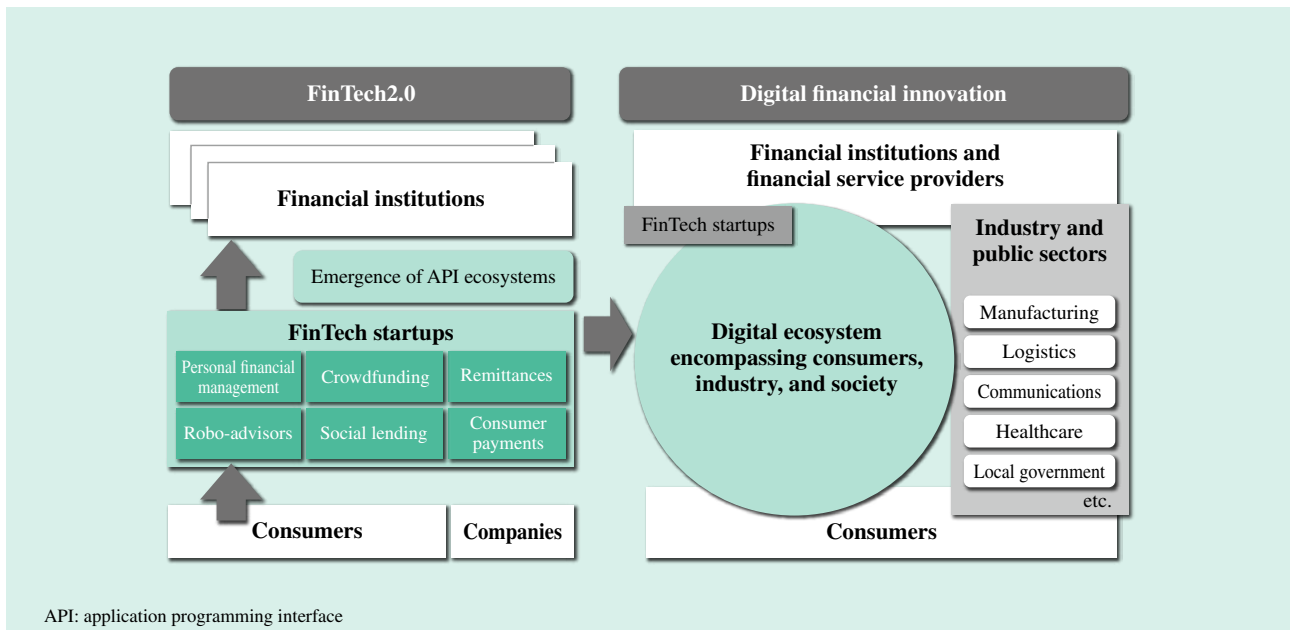 FinTech2.0
Financial institutions
Emergence of API ecosystems
FinTech startups
Personal financial
management
Crowdfunding
Remittances
Robo-advisors
Social lending
Consumer
payments
Consumers
Companies
Digital financial innovation
Financial institutions and
financial service providers
FinTech startups
Digital ecosystem
encompassing consumers,
industry, and society
Industry and
public sectors
Manufacturing
Logistics
Communications
Healthcare
Local government
etc.
Consumers
API: application programming interface